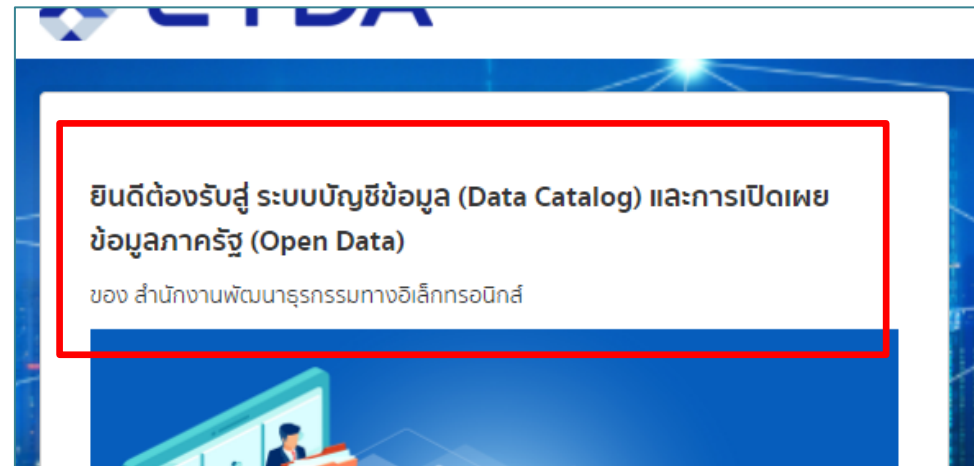 ETDA
ยินดีต้องรับสู่ ระบบบัญชีข้อมูล (Data Catalog) และการเปิดเผย
ข้อมูลภาครัฐ (Open Data)
ของ สำนักงานพัฒนาธุรกรรมทางอิเล็กทรอนิกส์